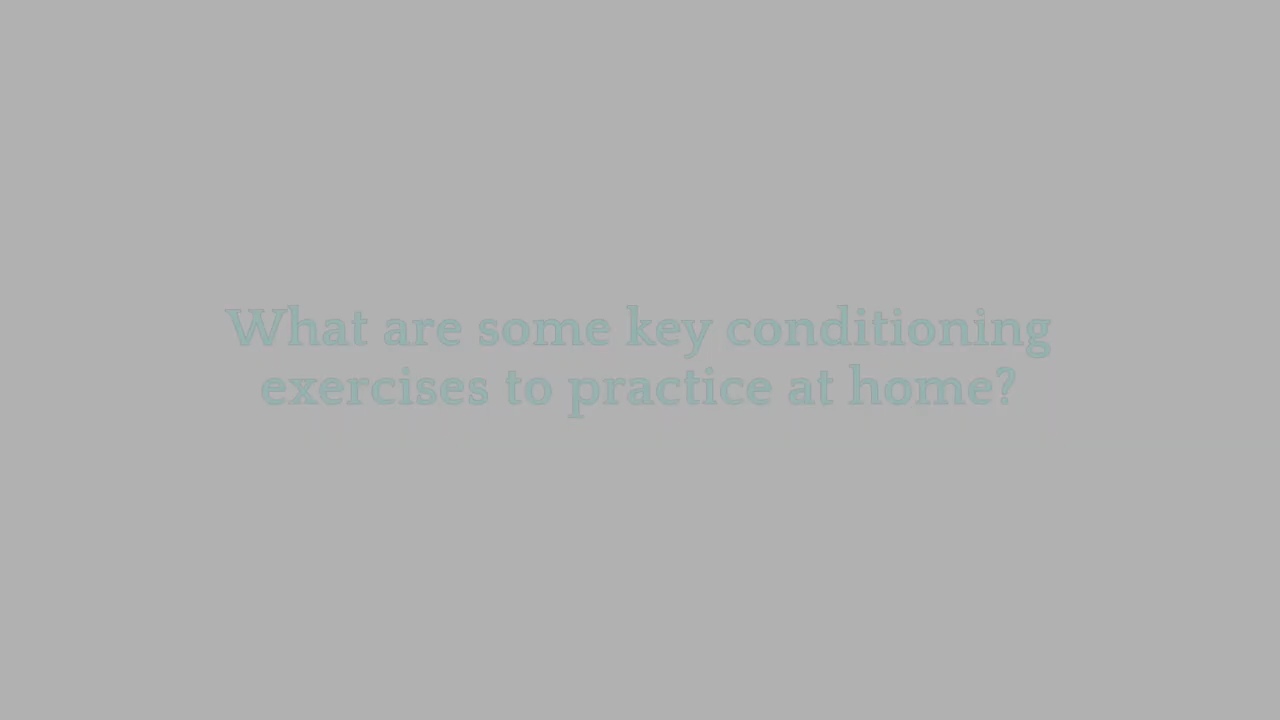 What are some key conditioning
exercises to practice at home?